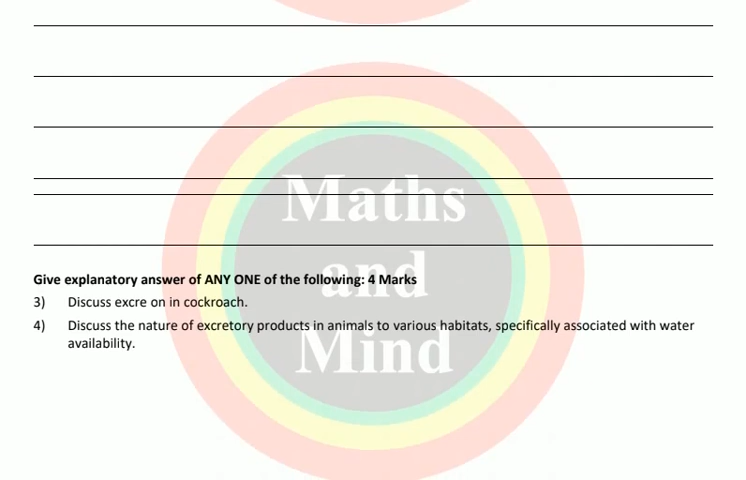 Maths
and
Mind
Give explanatory answer of ANY ONE of the following: 4 Marks
3) Discuss excre on in cockroach.
4) Discuss the nature of excretory products in animals to various habitats, specifically associated with water
availability.